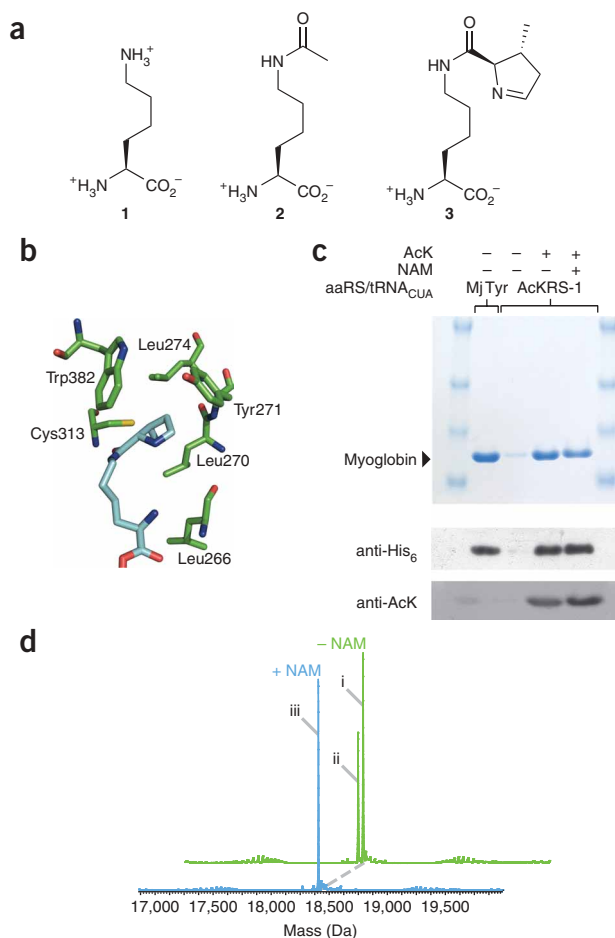 a
NH3+
HN
O
HN
O
N
+H3N
CO2−
+H3N
CO2−
+H3N
CO2−
1
2
3
b
Leu274
Trp382
Tyr271
Cys313
Leu270
Leu266
c
AcK − − + +
NAM − − − +
aaRS/tRNACUA MjTyr AcKRS-1
Myoglobin
anti-His6
anti-AcK
d
− NAM
+ NAM
i
iii
ii
17,000 17,500 18,000 18,500 19,000 19,500
Mass (Da)